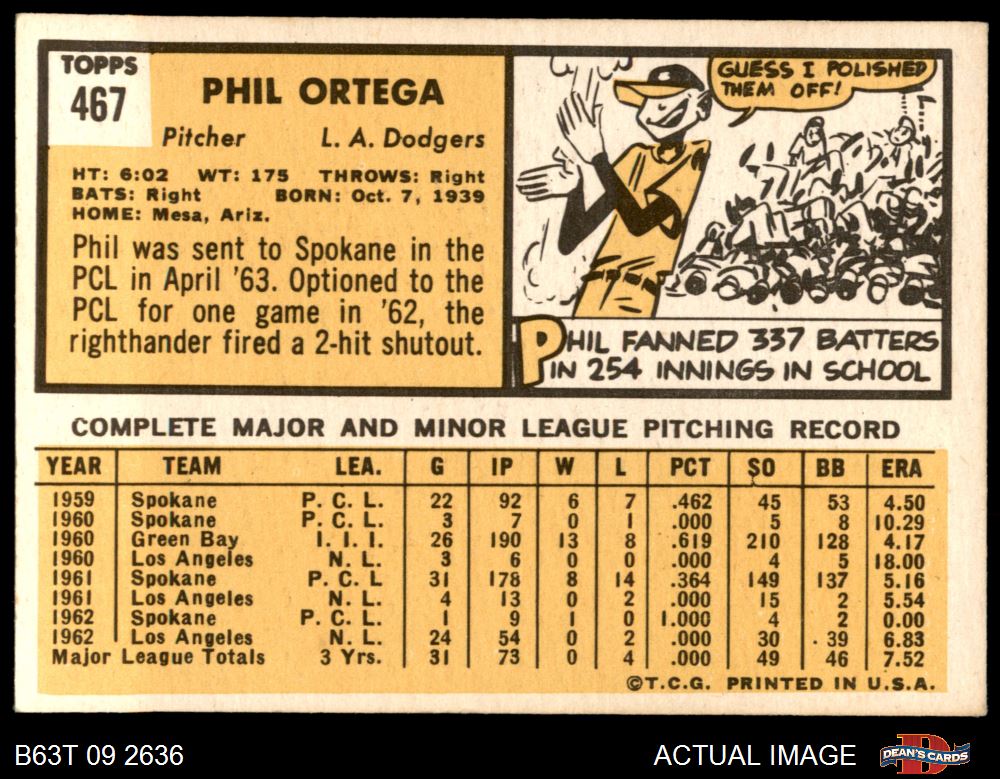 TOPPS
467
PHIL ORTEGA
Pitcher L. A. Dodgers
HT: 6:02 WT: 175 THROWS: Right
BATS: Right BORN: Oct. 7, 1939
HOME: Mesa, Ariz.
Phil was sent to Spokane in the
PCL in April '63. Optioned to the
PCL for one game in '62, the
righthander fired a 2-hit shutout.
GUESS I POLISHED
THEM OFF!
PHIL FANNED 337 BATTERS
IN 254 INNINGS IN SCHOOL
COMPLETE MAJOR AND MINOR LEAGUE PITCHING RECORD
YEAR TEAM LEA. G IP W L PCT SO BB ERA
1959 Spokane P. C. L. 22 92 6 7 .462 45 53 4.50
1960 Spokane P. C. L. 3 7 0 1 .000 5 8 10.29
1960 Green Bay I. I. I. 26 190 13 8 .619 210 128 4.17
1960 Los Angeles N. L. 3 6 0 0 .000 4 5 18.00
1961 Spokane P. C. L 31 178 8 14 .364 149 137 5.16
1961 Los Angeles N. L. 4 13 0 2 .000 15 2 5.54
1962 Spokane P. C. L. 1 9 1 0 1.000 4 2 0.00
1962 Los Angeles N. L. 24 54 0 2 .000 30 39 6.83
Major League Totals 3 Yrs. 31 73 0 4 .000 49 46 7.52
©T.C.G. PRINTED IN U.S.A.
B63T 09 2636 ACTUAL IMAGE DEAN'S CARDS